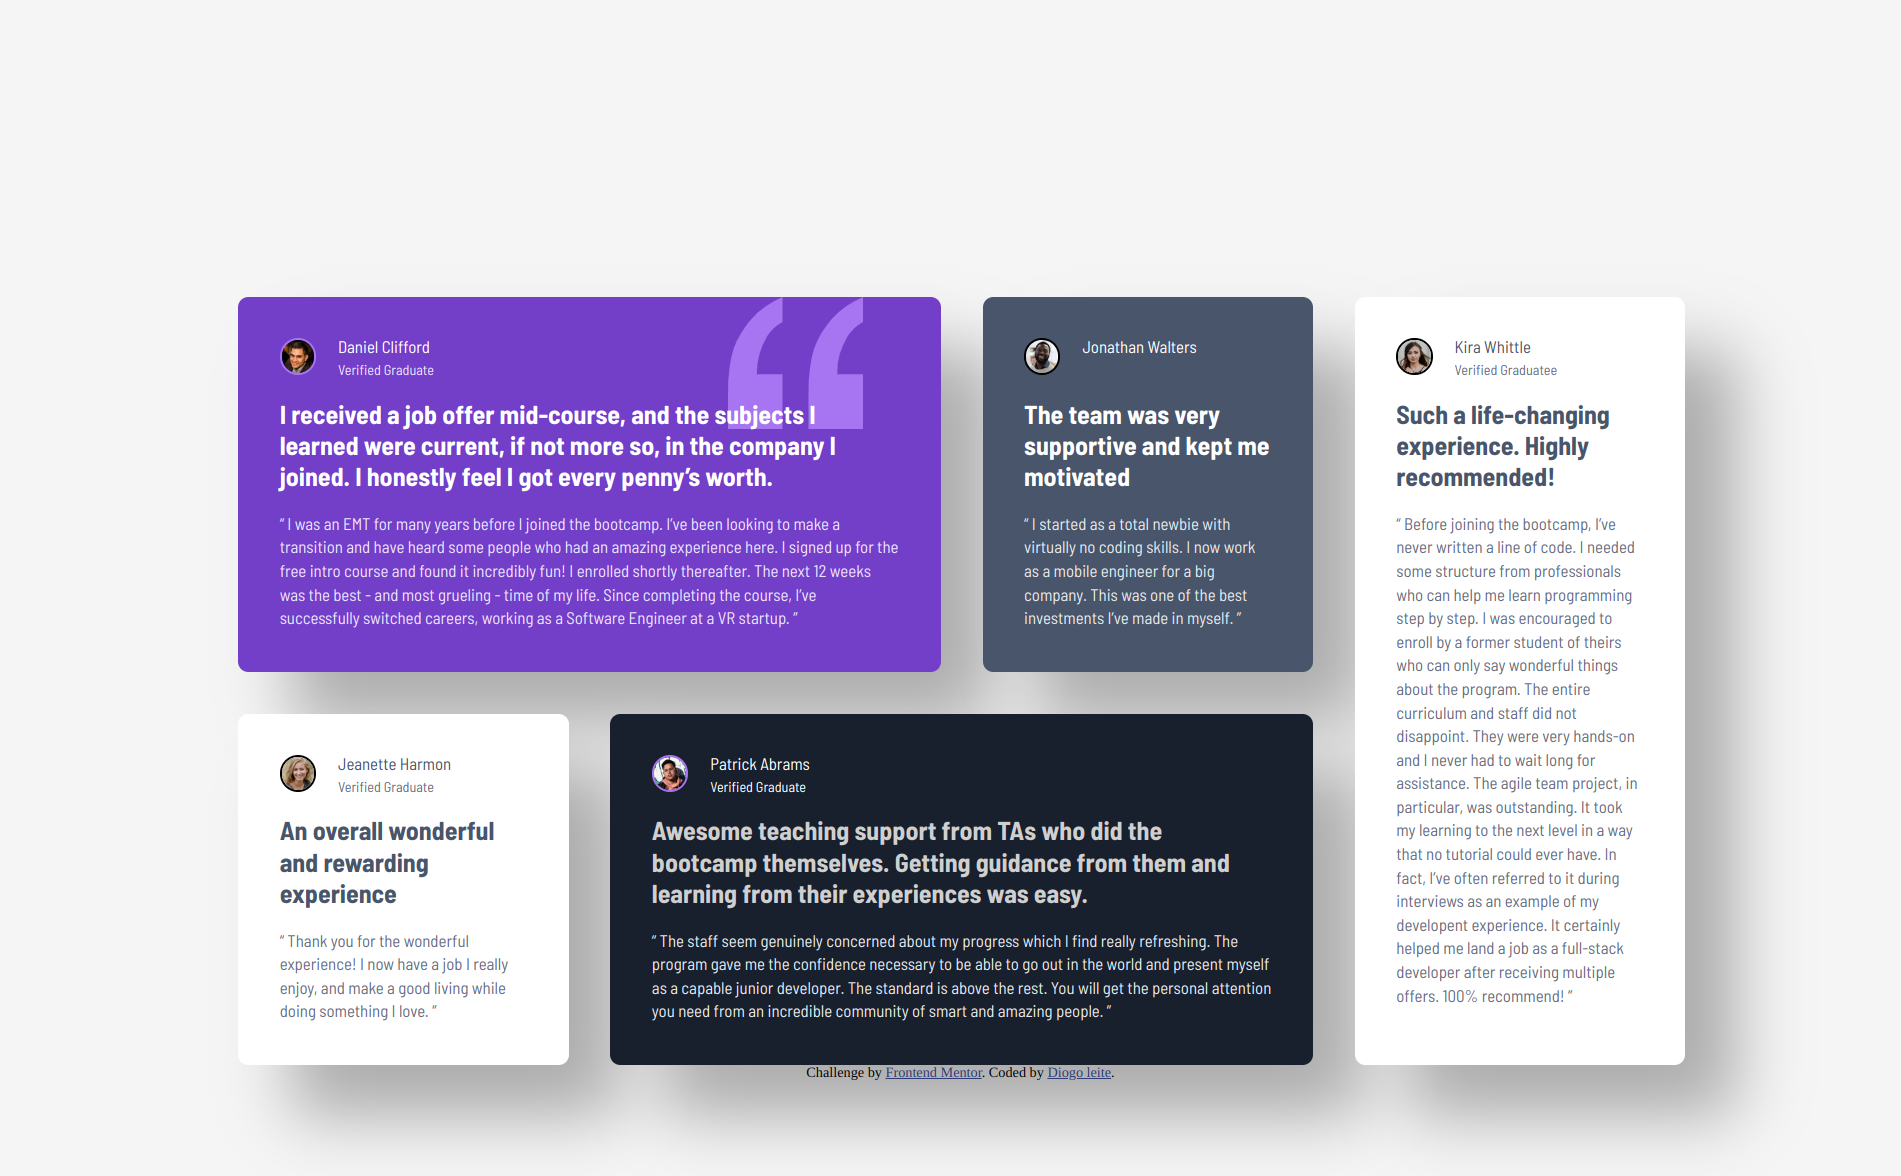 Daniel Clifford
Verified Graduate
I received a job offer mid-course, and the subjects I
learned were current, if not more so, in the company I
joined. I honestly feel I got every penny’s worth.
“ I was an EMT for many years before I joined the bootcamp. I’ve been looking to make a
transition and have heard some people who had an amazing experience here. I signed up for the
free intro course and found it incredibly fun! I enrolled shortly thereafter. The next 12 weeks
was the best - and most grueling - time of my life. Since completing the course, I’ve
successfully switched careers, working as a Software Engineer at a VR startup. ”
Jonathan Walters
The team was very
supportive and kept me
motivated
“ I started as a total newbie with
virtually no coding skills. I now work
as a mobile engineer for a big
company. This was one of the best
investments I’ve made in myself. ”
Kira Whittle
Verified Graduatee
Such a life-changing
experience. Highly
recommended!
“ Before joining the bootcamp, I’ve
never written a line of code. I needed
some structure from professionals
who can help me learn programming
step by step. I was encouraged to
enroll by a former student of theirs
who can only say wonderful things
about the program. The entire
curriculum and staff did not
disappoint. They were very hands-on
and I never had to wait long for
assistance. The agile team project, in
particular, was outstanding. It took
my learning to the next level in a way
that no tutorial could ever have. In
fact, I’ve often referred to it during
interviews as an example of my
developent experience. It certainly
helped me land a job as a full-stack
developer after receiving multiple
offers. 100% recommend! ”
Jeanette Harmon
Verified Graduate
An overall wonderful
and rewarding
experience
“ Thank you for the wonderful
experience! I now have a job I really
enjoy, and make a good living while
doing something I love. ”
Patrick Abrams
Verified Graduate
Awesome teaching support from TAs who did the
bootcamp themselves. Getting guidance from them and
learning from their experiences was easy.
“ The staff seem genuinely concerned about my progress which I find really refreshing. The
program gave me the confidence necessary to be able to go out in the world and present myself
as a capable junior developer. The standard is above the rest. You will get the personal attention
you need from an incredible community of smart and amazing people. ”
Challenge by Frontend Mentor. Coded by Diogo leite.